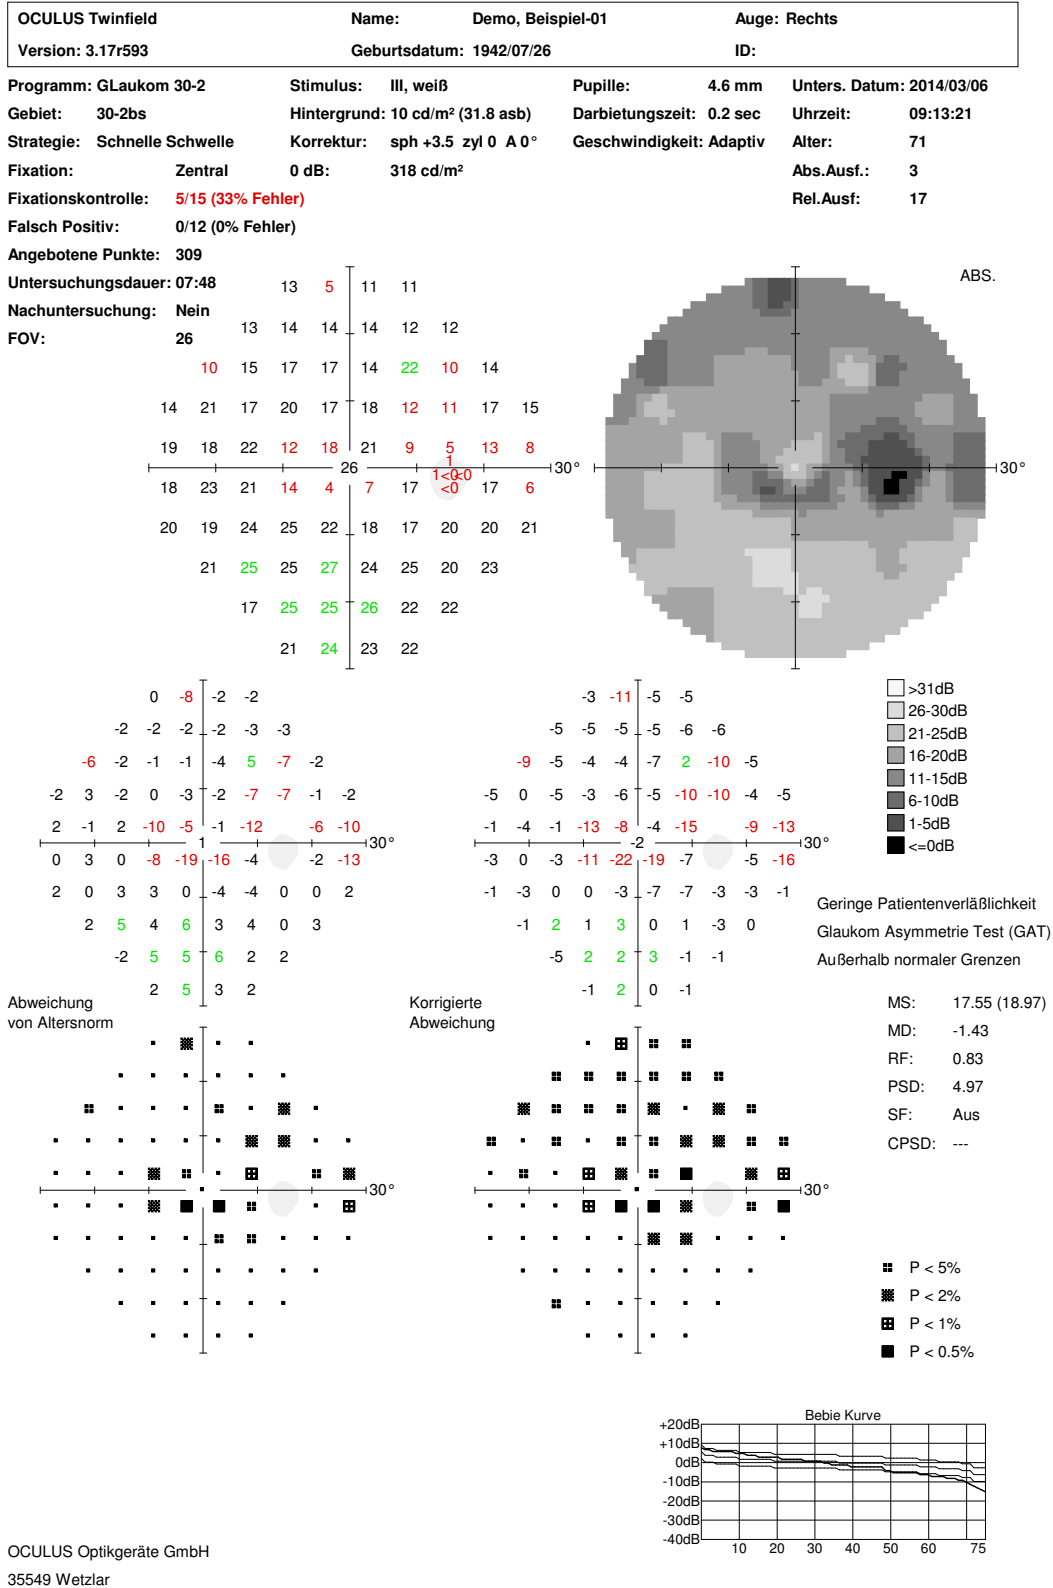 OCULUS Twinfield Name: Demo, Beispiel-01 Auge: Rechts
Version: 3.17r593 Geburtsdatum: 1942/07/26 ID:
Programm: GLaukom 30-2 Stimulus: III, weiß Pupille: 4.6 mm Unters. Datum: 2014/03/06
Gebiet: 30-2bs Hintergrund: 10 cd/m² (31.8 asb) Darbietungszeit: 0.2 sec Uhrzeit: 09:13:21
Strategie: Schnelle Schwelle Korrektur: sph +3.5 zyl 0 A 0° Geschwindigkeit: Adaptiv Alter: 71
Fixation: Zentral 0 dB: 318 cd/m² Abs.Ausf.: 3
Fixationskontrolle: 5/15 (33% Fehler) Rel.Ausf: 17
Falsch Positiv: 0/12 (0% Fehler)
Angebotene Punkte: 309
Untersuchungsdauer: 07:48
Nachuntersuchung: Nein
FOV: 26
ABS.
13 5 11 11
13 14 14 14 12 12
10 15 17 17 14 22 10 14
14 21 17 20 17 18 12 11 17 15
19 18 22 12 18 21 9 5 13 8
1
26 30° 30°
1 <0 <0
18 23 21 14 4 7 17 <0 17 6
20 19 24 25 22 18 17 20 20 21
21 25 25 27 24 25 20 23
17 25 25 26 22 22
21 24 23 22
0 -8 -2 -2
-2 -2 -2 -2 -3 -3
-6 -2 -1 -1 -4 5 -7 -2
-2 3 -2 0 -3 -2 -7 -7 -1 -2
2 -1 2 -10 -5 -1 -12 -6 -10
1 30°
0 3 0 -8 -19 -16 -4 -2 -13
2 0 3 3 0 -4 -4 0 0 2
2 5 4 6 3 4 0 3
-2 5 5 6 2 2
2 5 3 2
Abweichung
von Altersnorm
-3 -11 -5 -5
-5 -5 -5 -5 -6 -6
-9 -5 -4 -4 -7 2 -10 -5
-5 0 -5 -3 -6 -5 -10 -10 -4 -5
-1 -4 -1 -13 -8 -4 -15 -9 -13
-2 30°
-3 0 -3 -11 -22 -19 -7 -5 -16
-1 -3 0 0 -3 -7 -7 -3 -3 -1
-1 2 1 3 0 1 -3 0
-5 2 2 3 -1 -1
-1 2 0 -1
Korrigierte
Abweichung
>31dB
26-30dB
21-25dB
16-20dB
11-15dB
6-10dB
1-5dB
<=0dB
Geringe Patientenverläßlichkeit
Glaukom Asymmetrie Test (GAT)
Außerhalb normaler Grenzen
MS: 17.55 (18.97)
MD: -1.43
RF: 0.83
PSD: 4.97
SF: Aus
CPSD: ---
30° 30°
P < 5%
P < 2%
P < 1%
P < 0.5%
Bebie Kurve
+20dB
+10dB
0dB
-10dB
-20dB
-30dB
-40dB
10 20 30 40 50 60 75
OCULUS Optikgeräte GmbH
35549 Wetzlar